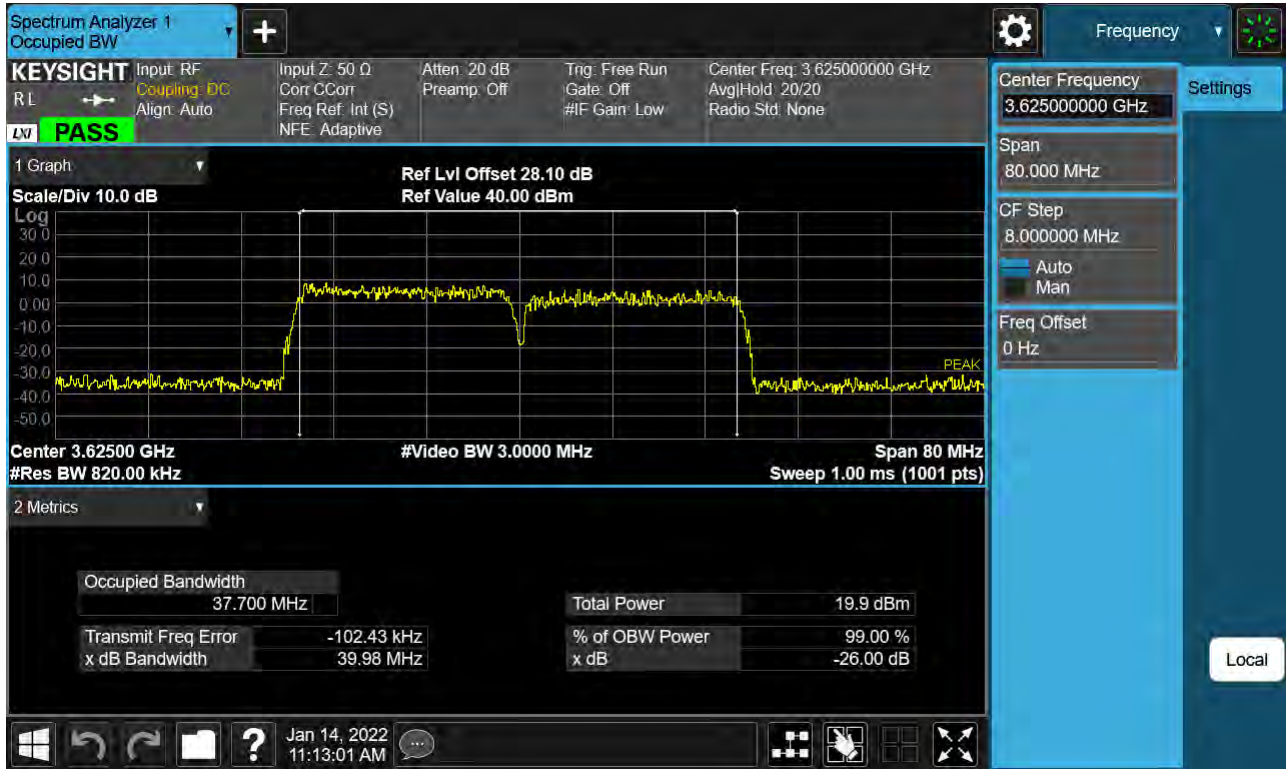 Spectrum Analyzer 1
Occupied BW
Frequency
KEYSIGHT
RL
LXI
PASS
Input: RF
Coupling: DC
Align: Auto
Input Z: 50 Ω
Corr CCorr
Freq Ref: Int (S)
NFE: Adaptive
Atten: 20 dB
Preamp: Off
Trig: Free Run
Gate: Off
#IF Gain: Low
Center Freq: 3.625000000 GHz
Avg|Hold: 20/20
Radio Std: None
1 Graph
Scale/Div 10.0 dB
Ref Lvl Offset 28.10 dB
Ref Value 40.00 dBm
Log
30.0
20.0
10.0
0.00
-10.0
-20.0
-30.0
-40.0
-50.0
PEAK
Center 3.62500 GHz
#Video BW 3.0000 MHz
Span 80 MHz
#Res BW 820.00 kHz
Sweep 1.00 ms (1001 pts)
2 Metrics
Occupied Bandwidth
37.700 MHz
Total Power 19.9 dBm
Transmit Freq Error -102.43 kHz
% of OBW Power 99.00 %
x dB Bandwidth 39.98 MHz
x dB -26.00 dB
Center Frequency
3.625000000 GHz
Settings
Span
80.000 MHz
CF Step
8.000000 MHz
Auto
Man
Freq Offset
0 Hz
Local
?
Jan 14, 2022
11:13:01 AM